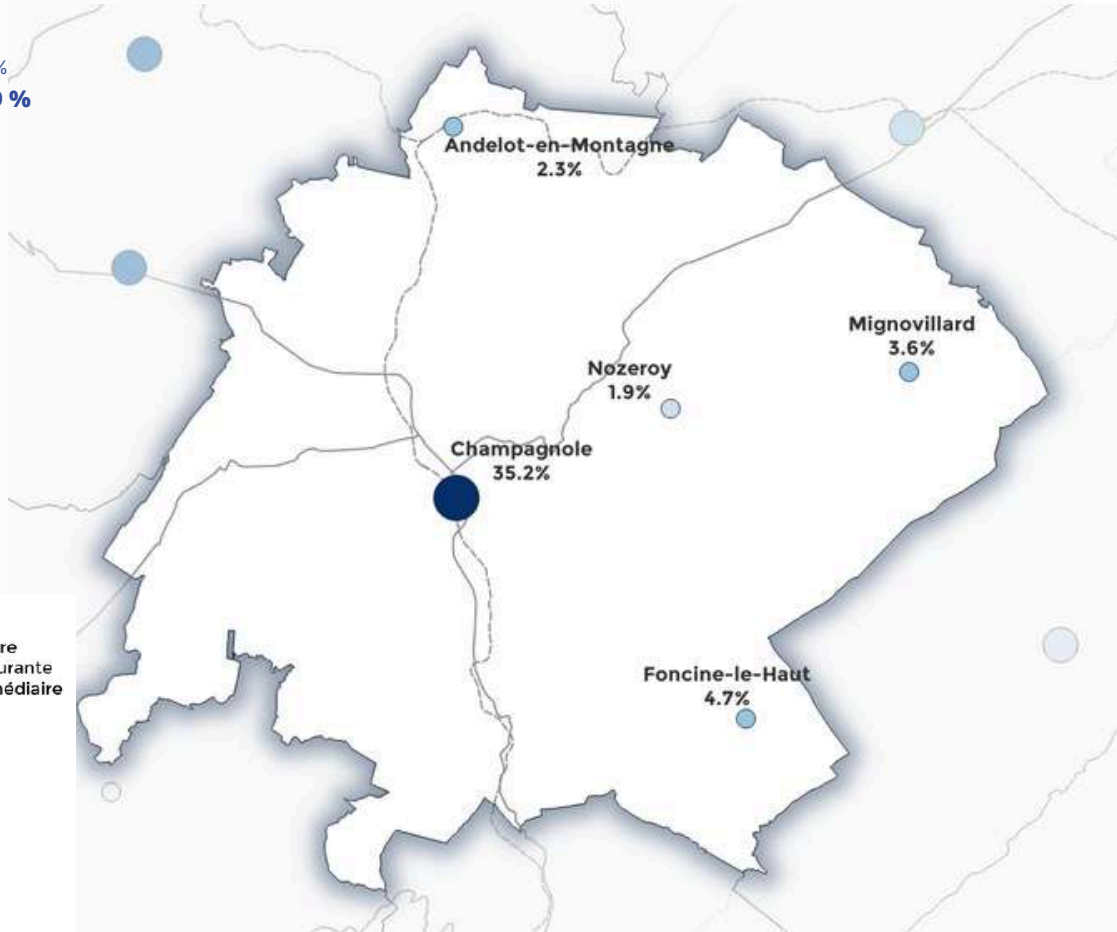 %
%
Andelot-en-Montagne
2.3%
Mignovillard
3.6%
Nozeroy
1.9%
Champagnole
35.2%
Foncine-le-Haut
4.7%